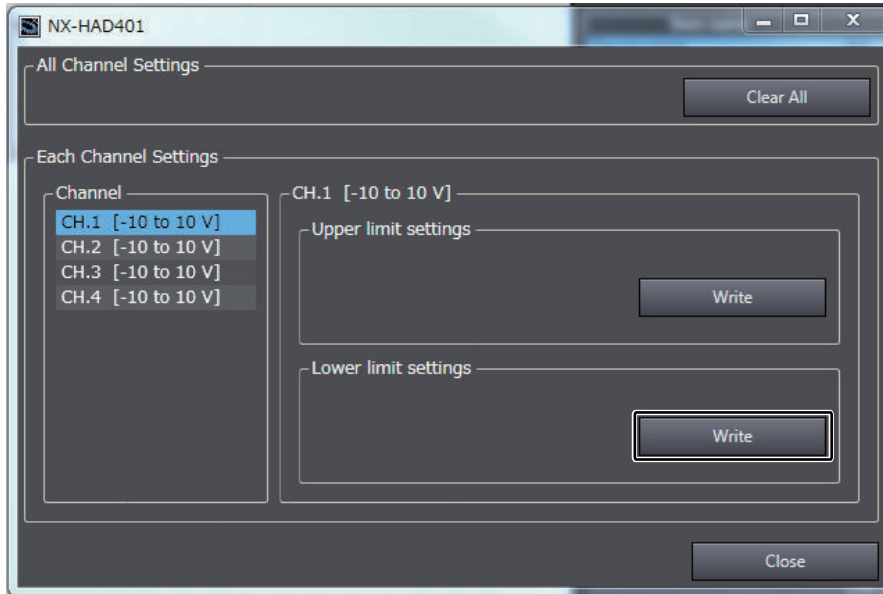 NX-HAD401
All Channel Settings
Clear All
Each Channel Settings
Channel
CH.1 [-10 to 10 V]
CH.2 [-10 to 10 V]
CH.3 [-10 to 10 V]
CH.4 [-10 to 10 V]
CH.1 [-10 to 10 V]
Upper limit settings
Write
Lower limit settings
Write
Close